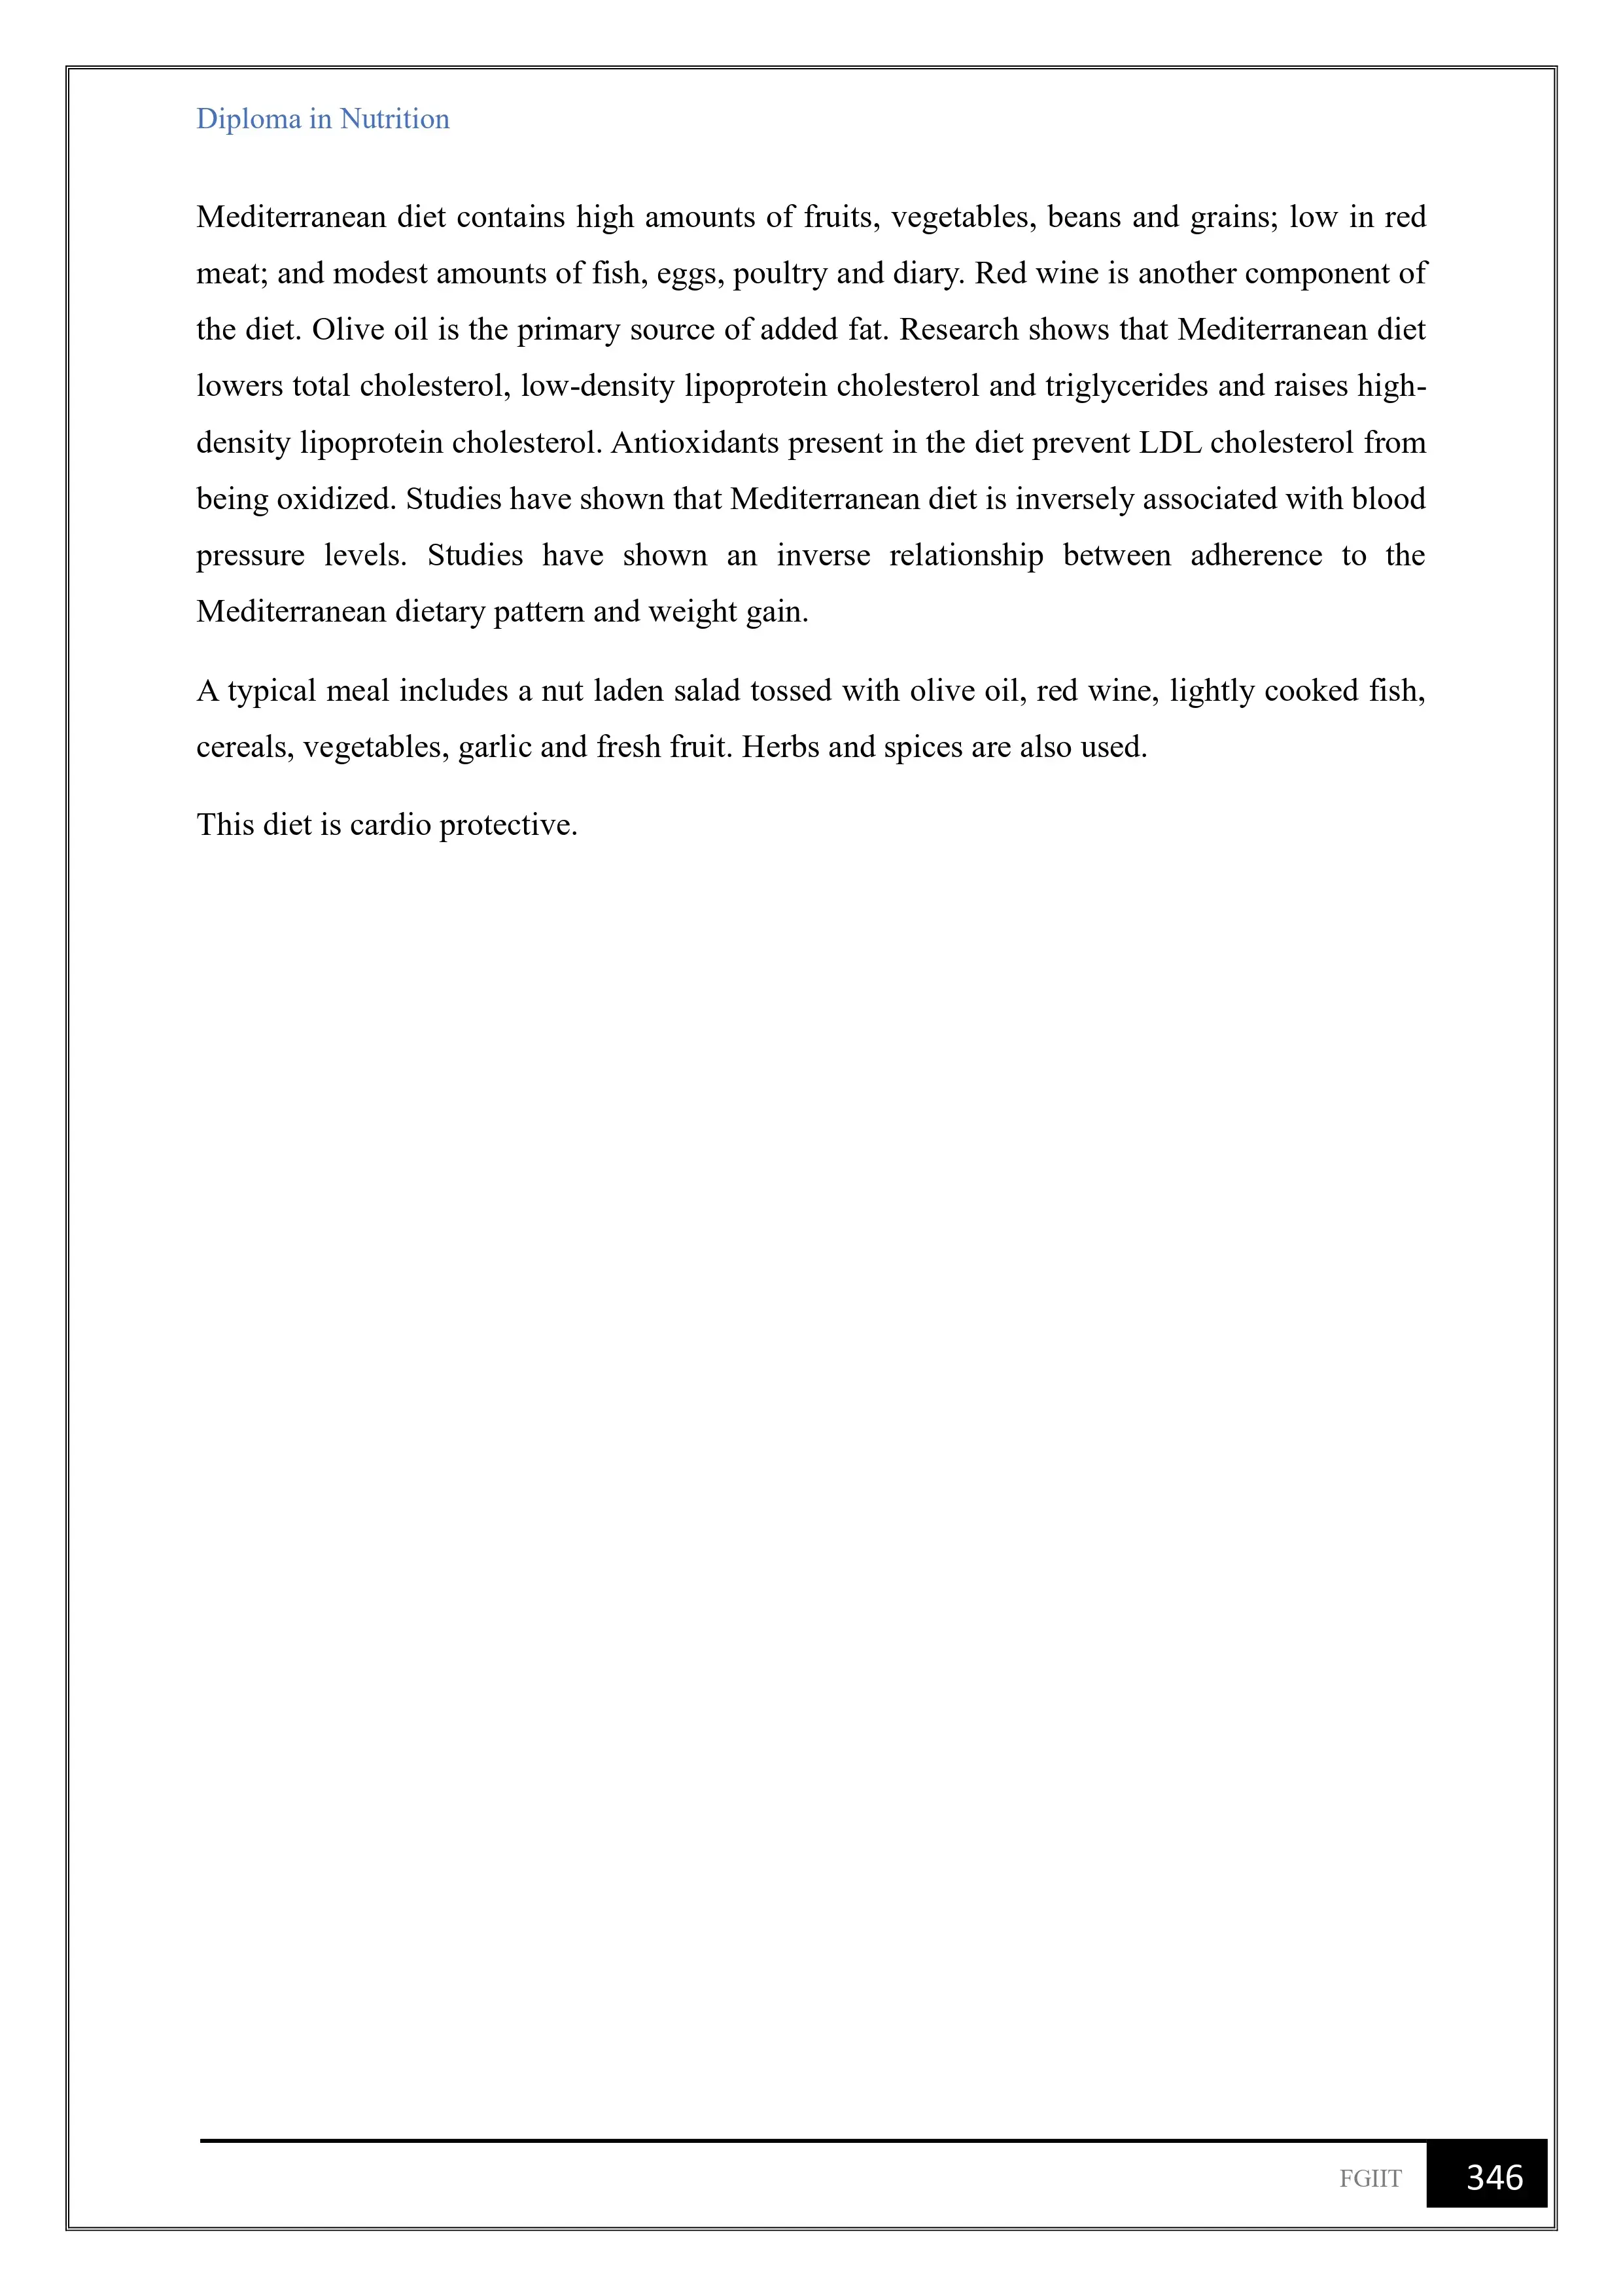 Diploma in Nutrition
Mediterranean diet contains high amounts of fruits, vegetables, beans and grains; low in red
meat; and modest amounts of fish, eggs, poultry and diary. Red wine is another component of
the diet. Olive oil is the primary source of added fat. Research shows that Mediterranean diet
lowers total cholesterol, low-density lipoprotein cholesterol and triglycerides and raises high-
density lipoprotein cholesterol. Antioxidants present in the diet prevent LDL cholesterol from
being oxidized. Studies have shown that Mediterranean diet is inversely associated with blood
pressure levels. Studies have shown an inverse relationship between adherence to the
Mediterranean dietary pattern and weight gain.
A typical meal includes a nut laden salad tossed with olive oil, red wine, lightly cooked fish,
cereals, vegetables, garlic and fresh fruit. Herbs and spices are also used.
This diet is cardio protective.
FGIIT 346